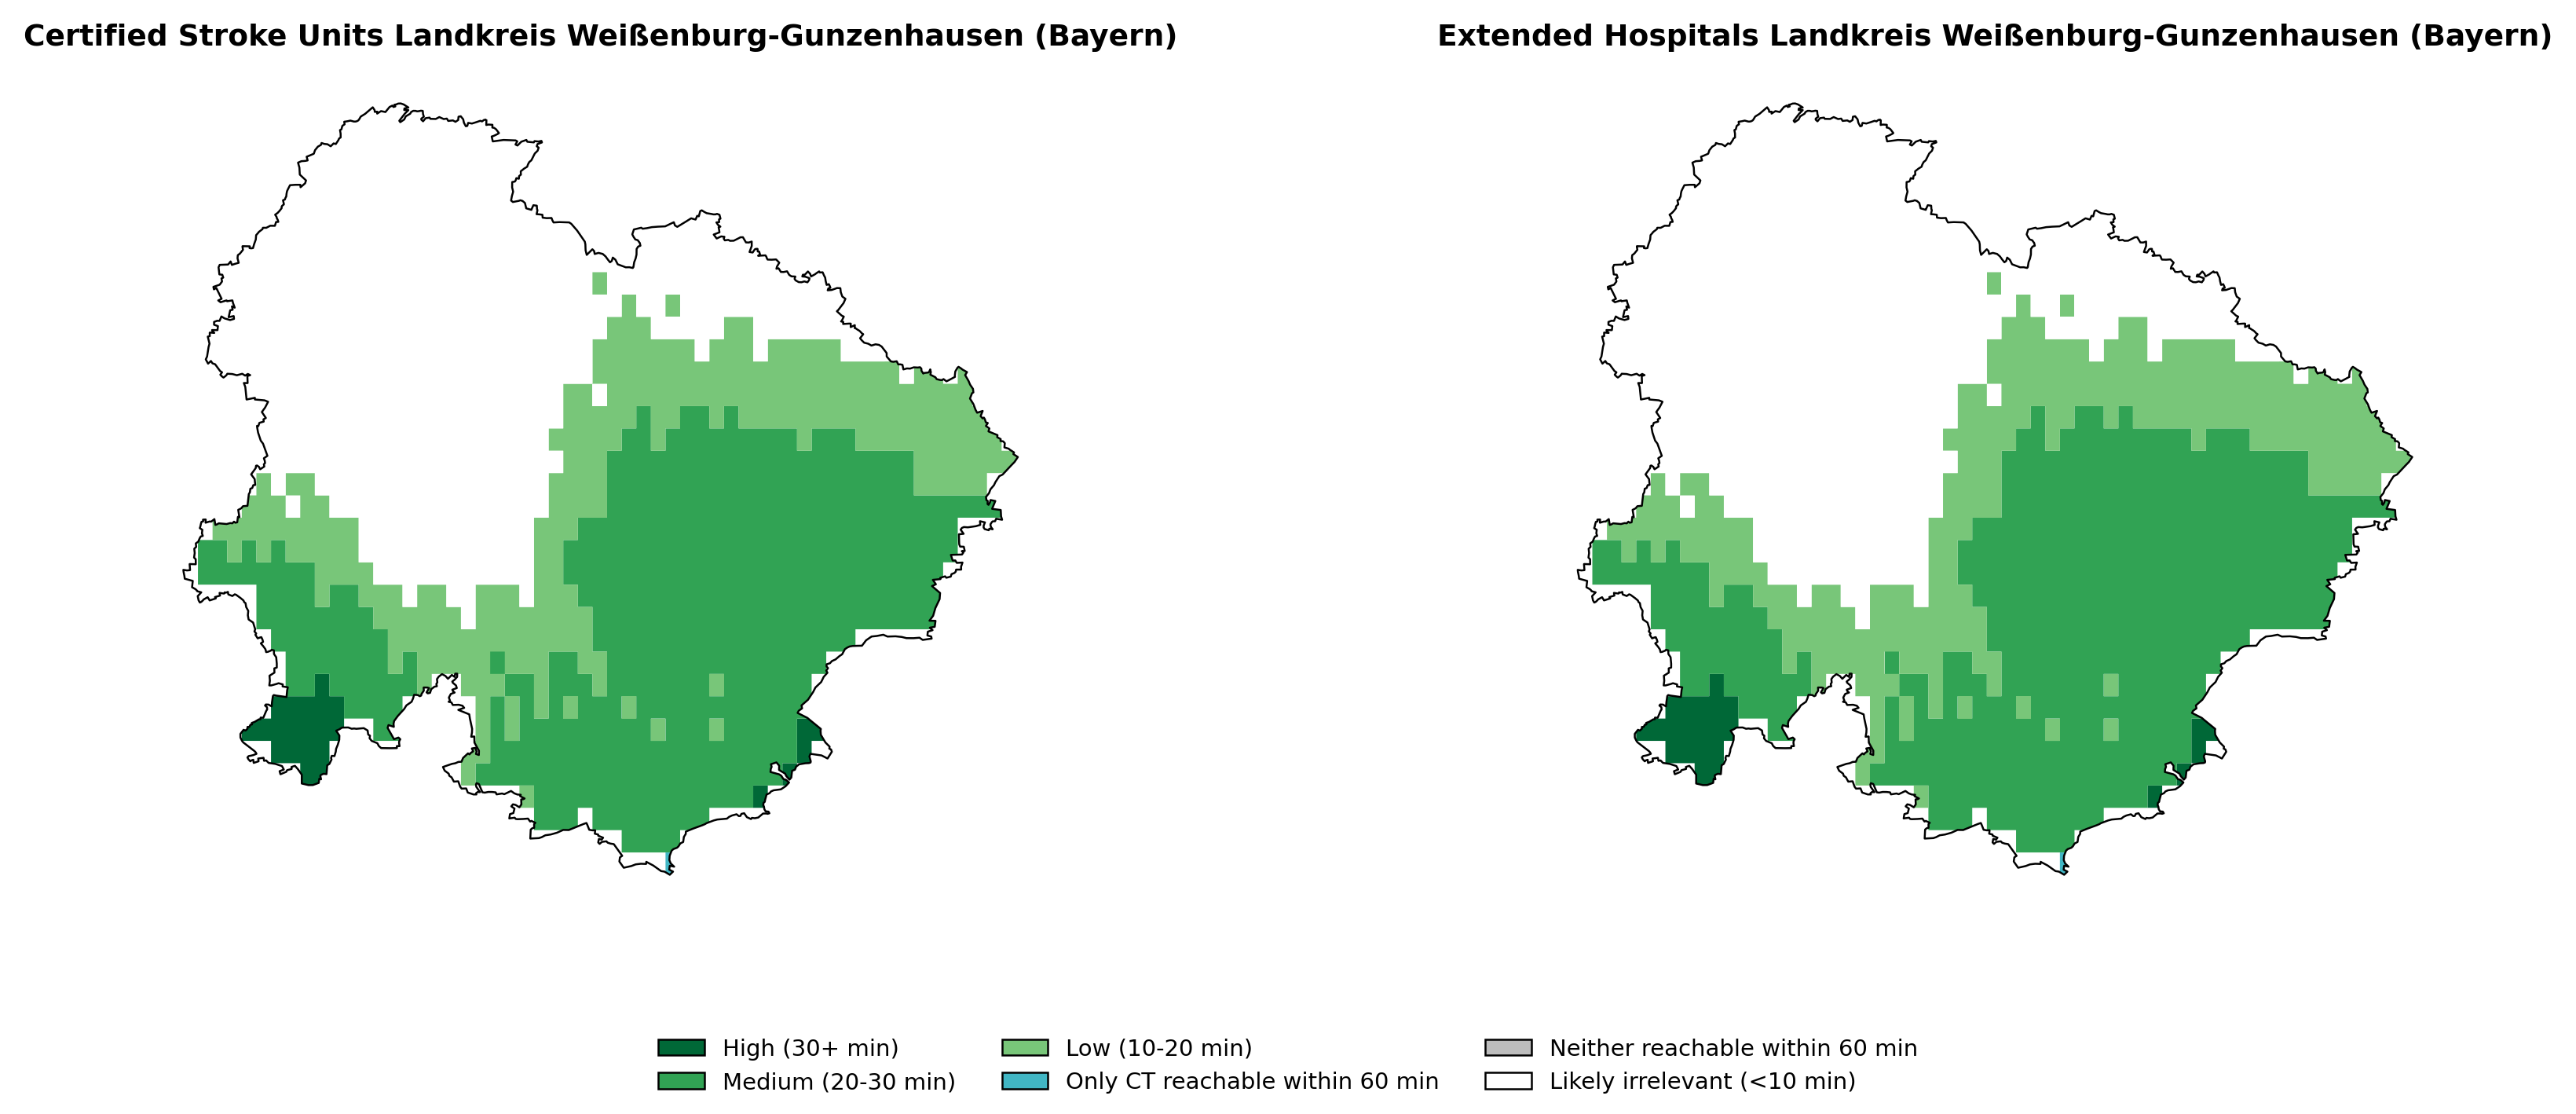 Certified Stroke Units Landkreis Weißenburg-Gunzenhausen (Bayern)
Extended Hospitals Landkreis Weißenburg-Gunzenhausen (Bayern)
High (30+ min)
Medium (20-30 min)
Low (10-20 min)
Only CT reachable within 60 min
Neither reachable within 60 min
Likely irrelevant (<10 min)